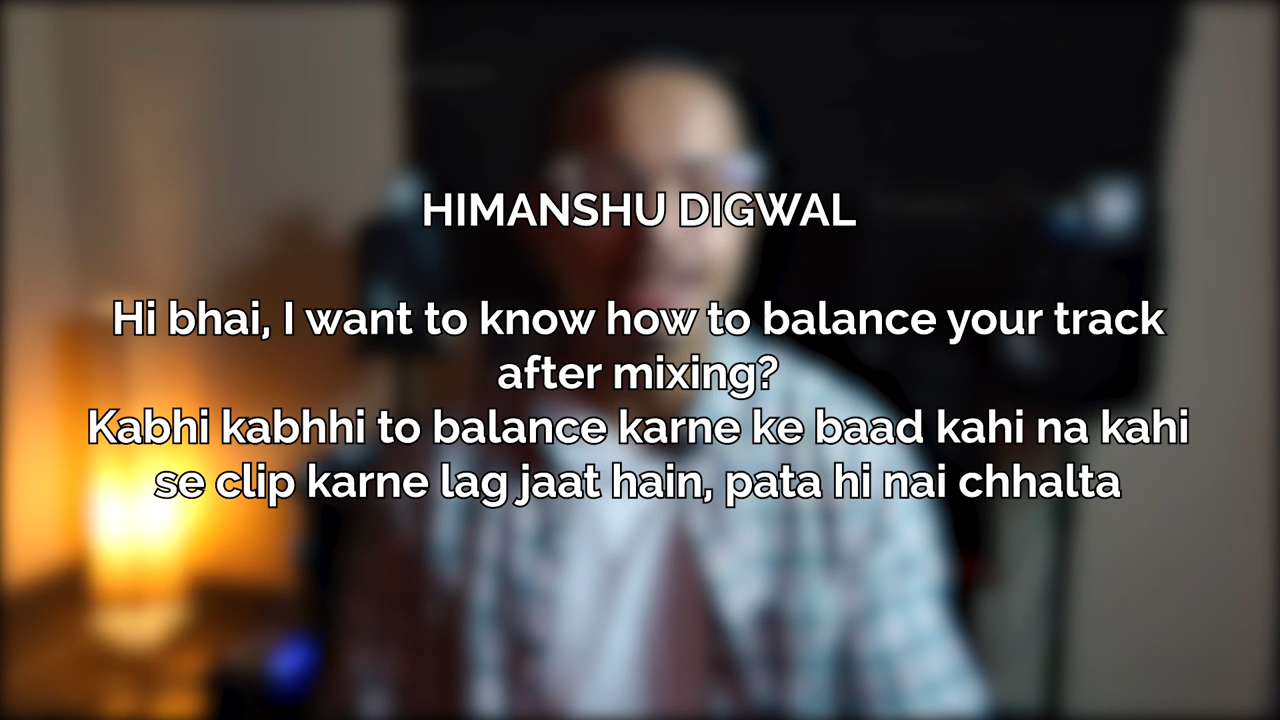 HIMANSHU DIGWAL
Hi bhai, I want to know how to balance your track
after mixing?
Kabhi kabhhi to balance karne ke baad kahi na kahi
se clip karne lag jaat hain, pata hi nai chhalta